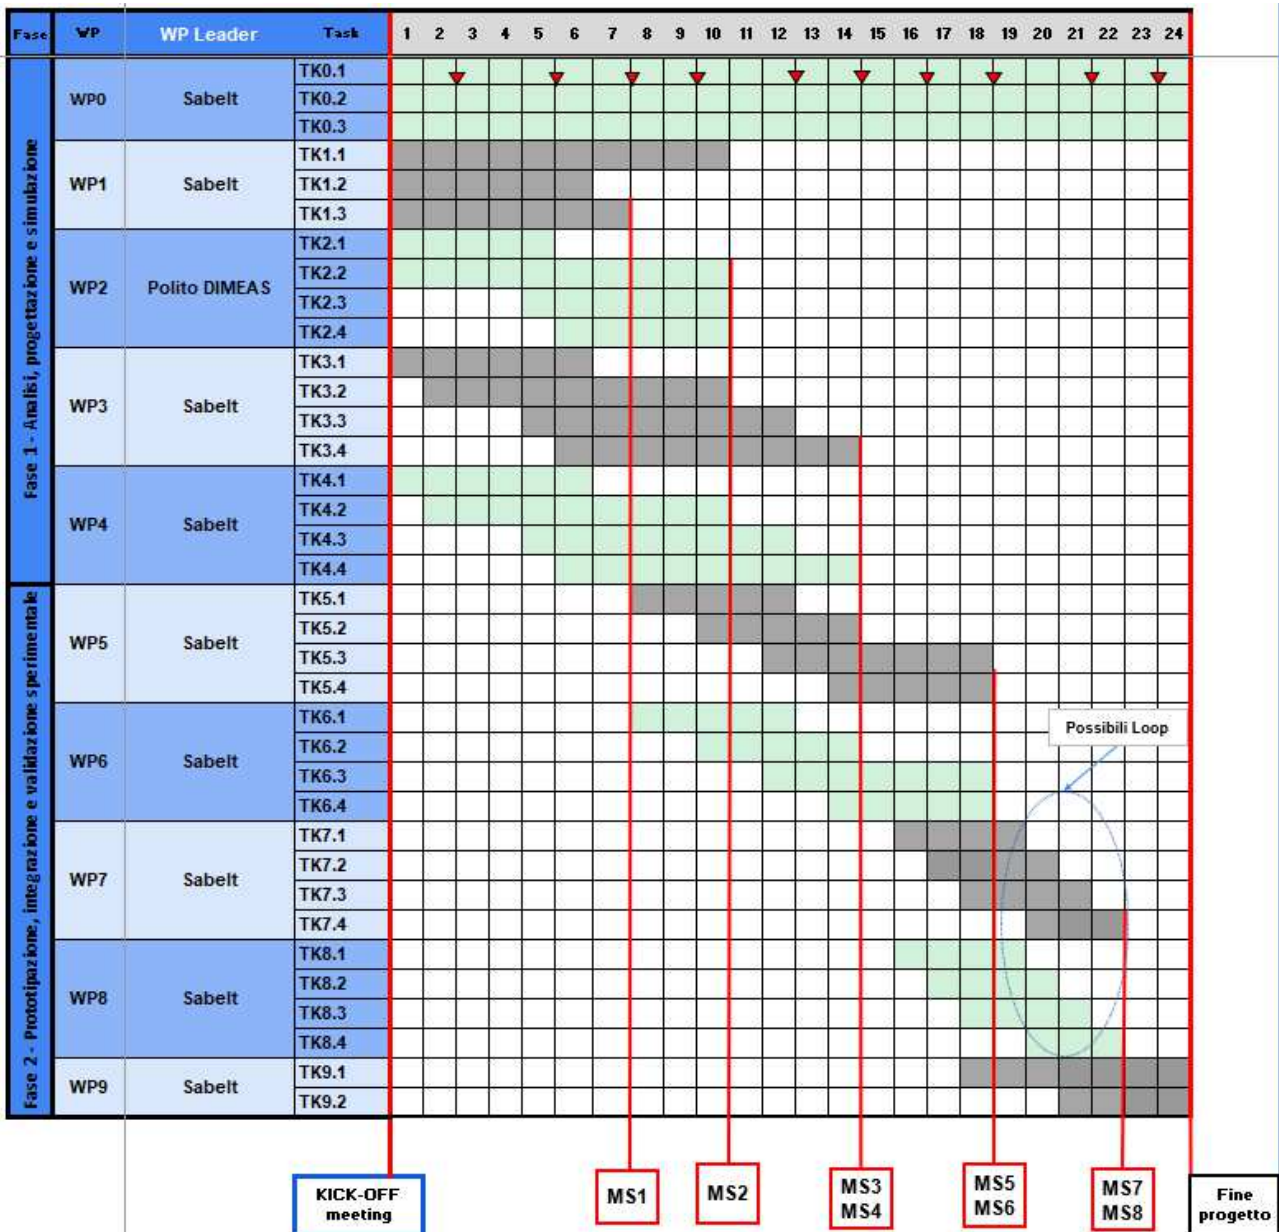 Fase WP WP Leader Task 1 2 3 4 5 6 7 8 9 10 11 12 13 14 15 16 17 18 19 20 21 22 23 24
Fase 1 - Analisi, progettazione e simulazione
WP0 Sabelt
TK0.1
TK0.2
TK0.3
WP1 Sabelt
TK1.1
TK1.2
TK1.3
WP2 Polito DIMEAS
TK2.1
TK2.2
TK2.3
TK2.4
WP3 Sabelt
TK3.1
TK3.2
TK3.3
TK3.4
WP4 Sabelt
TK4.1
TK4.2
TK4.3
TK4.4
Fase 2 - Prototipazione, integrazione e validazione sperimentale
WP5 Sabelt
TK5.1
TK5.2
TK5.3
TK5.4
WP6 Sabelt
TK6.1
TK6.2
TK6.3
TK6.4
Possibili Loop
WP7 Sabelt
TK7.1
TK7.2
TK7.3
TK7.4
WP8 Sabelt
TK8.1
TK8.2
TK8.3
TK8.4
WP9 Sabelt
TK9.1
TK9.2
KICK-OFF
meeting
MS1
MS2
MS3
MS4
MS5
MS6
MS7
MS8
Fine
progetto